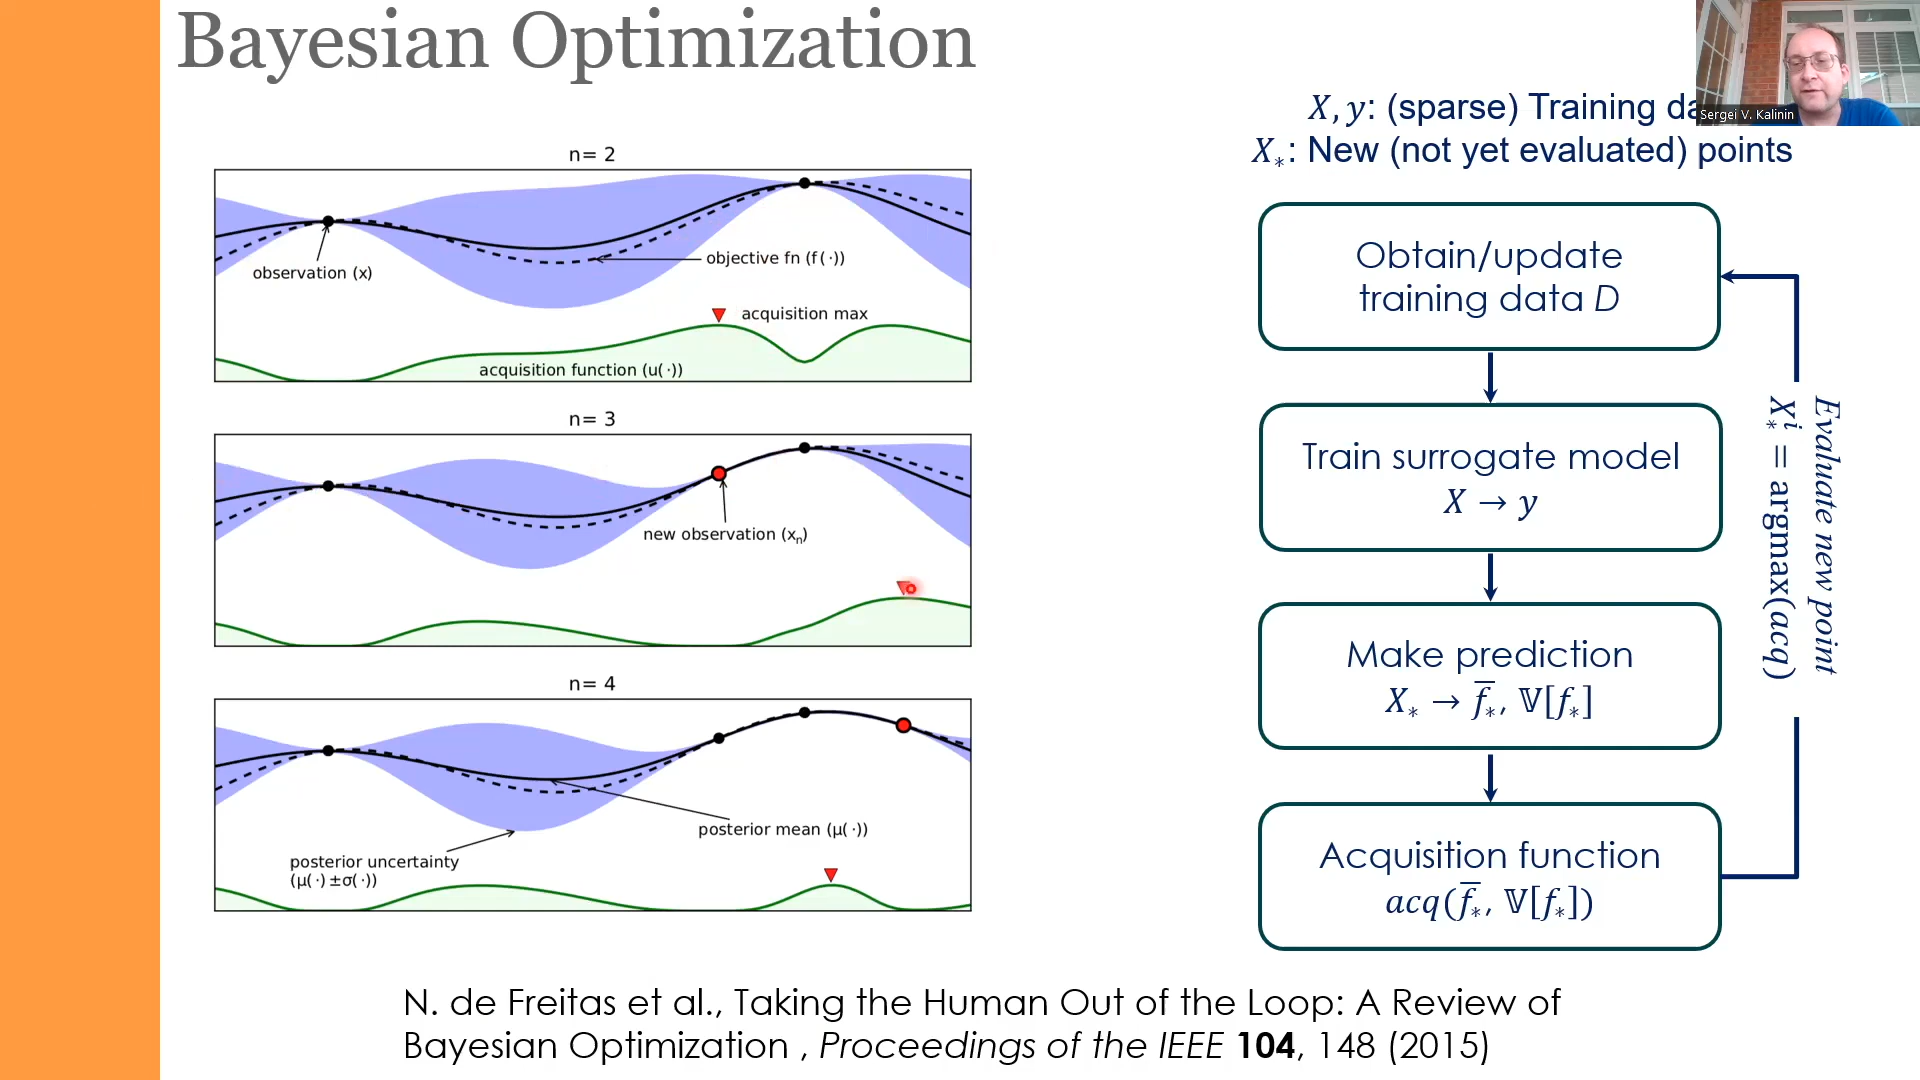 Bayesian Optimization
Sergei V. Kalinin
X, y: (sparse) Training
X*: New (not yet evaluated) points
n= 2
observation (x)
objective fn (f(·))
acquisition max
acquisition function (u(·))
n= 3
new observation (xₙ)
n= 4
posterior mean (μ(·))
posterior uncertainty
(μ(·)±σ(·))
Obtain/update
training data D
Train surrogate model
X → y
Make prediction
X* → f̅*, 𝕍[f*]
Acquisition function
acq(f̅*, 𝕍[f*])
Evaluate new point
X*ⁱ = argmax(acq)
N. de Freitas et al., Taking the Human Out of the Loop: A Review of
Bayesian Optimization , Proceedings of the IEEE 104, 148 (2015)